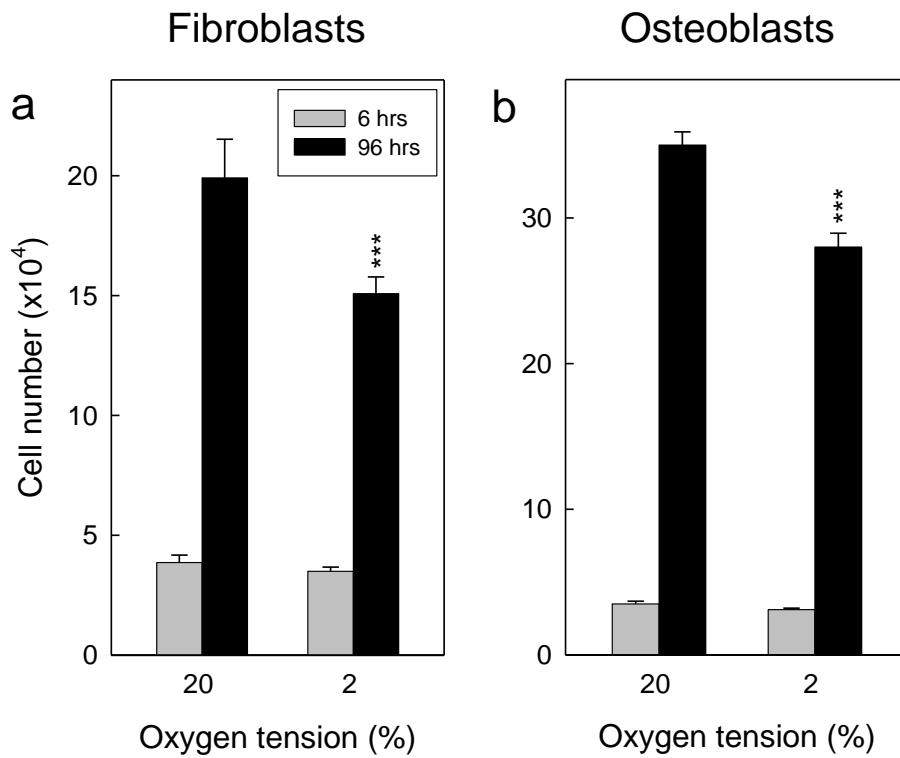 Fibroblasts
Osteoblasts
a
b
6 hrs
96 hrs
20
15
10
5
0
30
20
10
0
***
***
Cell number (x10⁴)
20
2
20
2
Oxygen tension (%)
Oxygen tension (%)